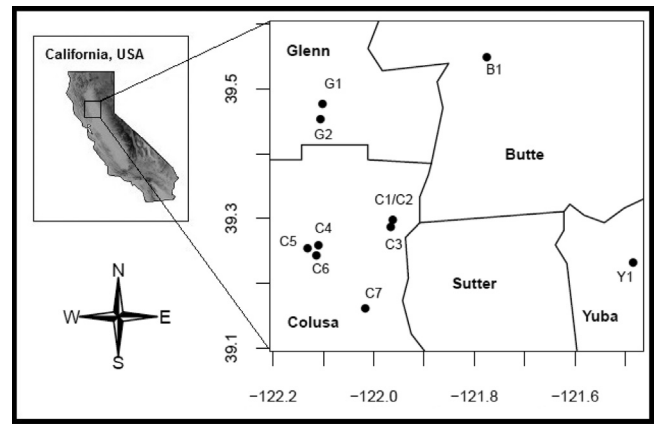 California, USA
N
W
E
S
39.5
39.3
39.1
−122.2
−122.0
−121.8
−121.6
Glenn
G1
G2
B1
Butte
C1/C2
C3
C4
C5
C6
C7
Colusa
Sutter
Y1
Yuba